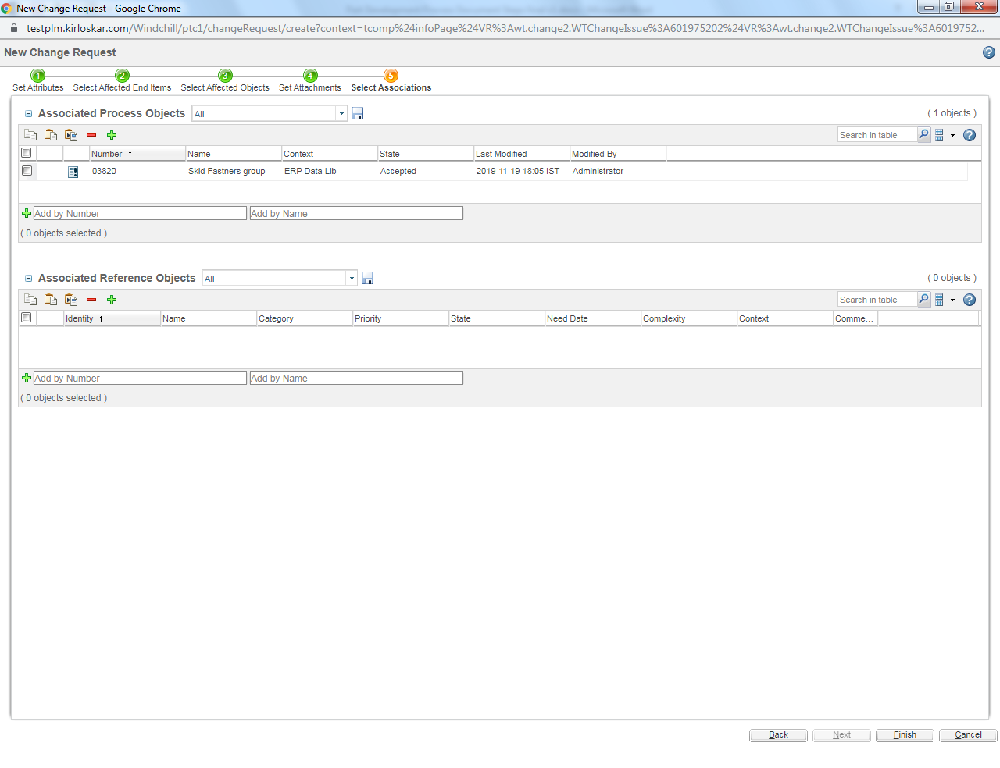 New Change Request - Google Chrome
testplm.kirloskar.com/Windchill/ptc1/changeRequest/create?context=tcomp%24infoPage%24VR%3Awt.change2.WTChangeIssue%3A601975202%24VR%3Awt.change2.WTChangeIssue%3A6019752...
New Change Request
1 2 3 4 5
Set Attributes Select Affected End Items Select Affected Objects Set Attachments Select Associations
Associated Process Objects All ( 1 objects )
Search in table
Number ↑ Name Context State Last Modified Modified By
03820 Skid Fastners group ERP Data Lib Accepted 2019-11-19 18:05 IST Administrator
Add by Number Add by Name
( 0 objects selected )
Associated Reference Objects All ( 0 objects )
Search in table
Identity ↑ Name Category Priority State Need Date Complexity Context Comme...
Add by Number Add by Name
( 0 objects selected )
Back Next Finish Cancel